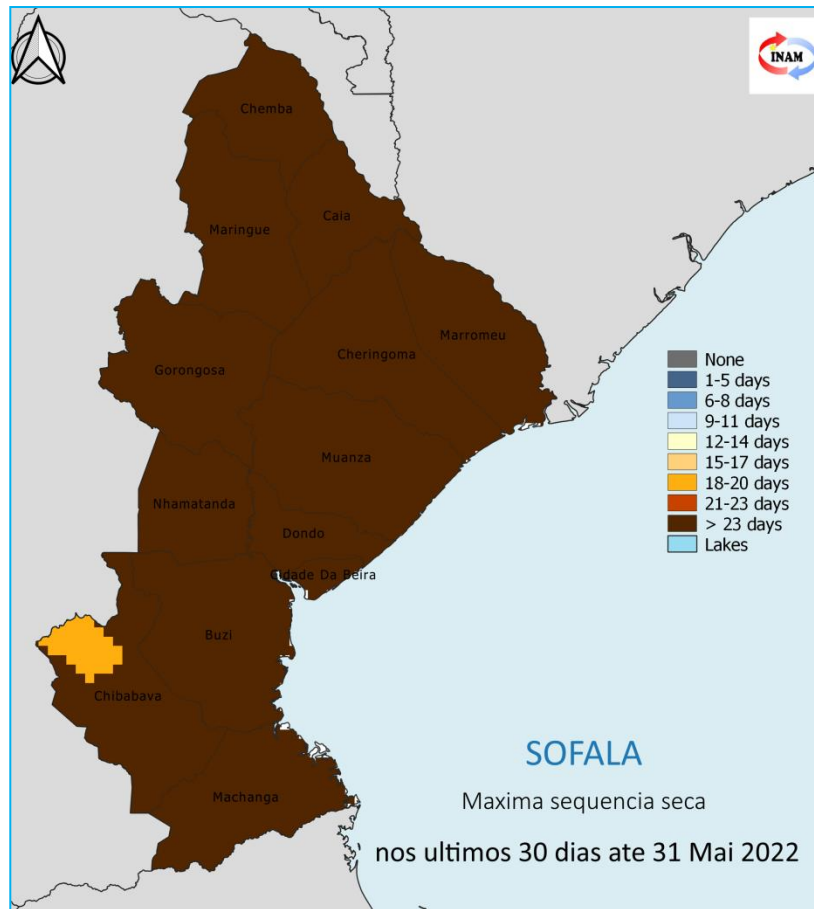 INAM
Chemba
Caia
Maringue
Marromeu
Cheringoma
Gorongosa
None
1-5 days
6-8 days
9-11 days
12-14 days
15-17 days
18-20 days
21-23 days
> 23 days
Lakes
Muanza
Nhamatanda
Dondo
Cidade Da Beira
Buzi
Chibabava
Machanga
SOFALA
Maxima sequencia seca
nos ultimos 30 dias ate 31 Mai 2022